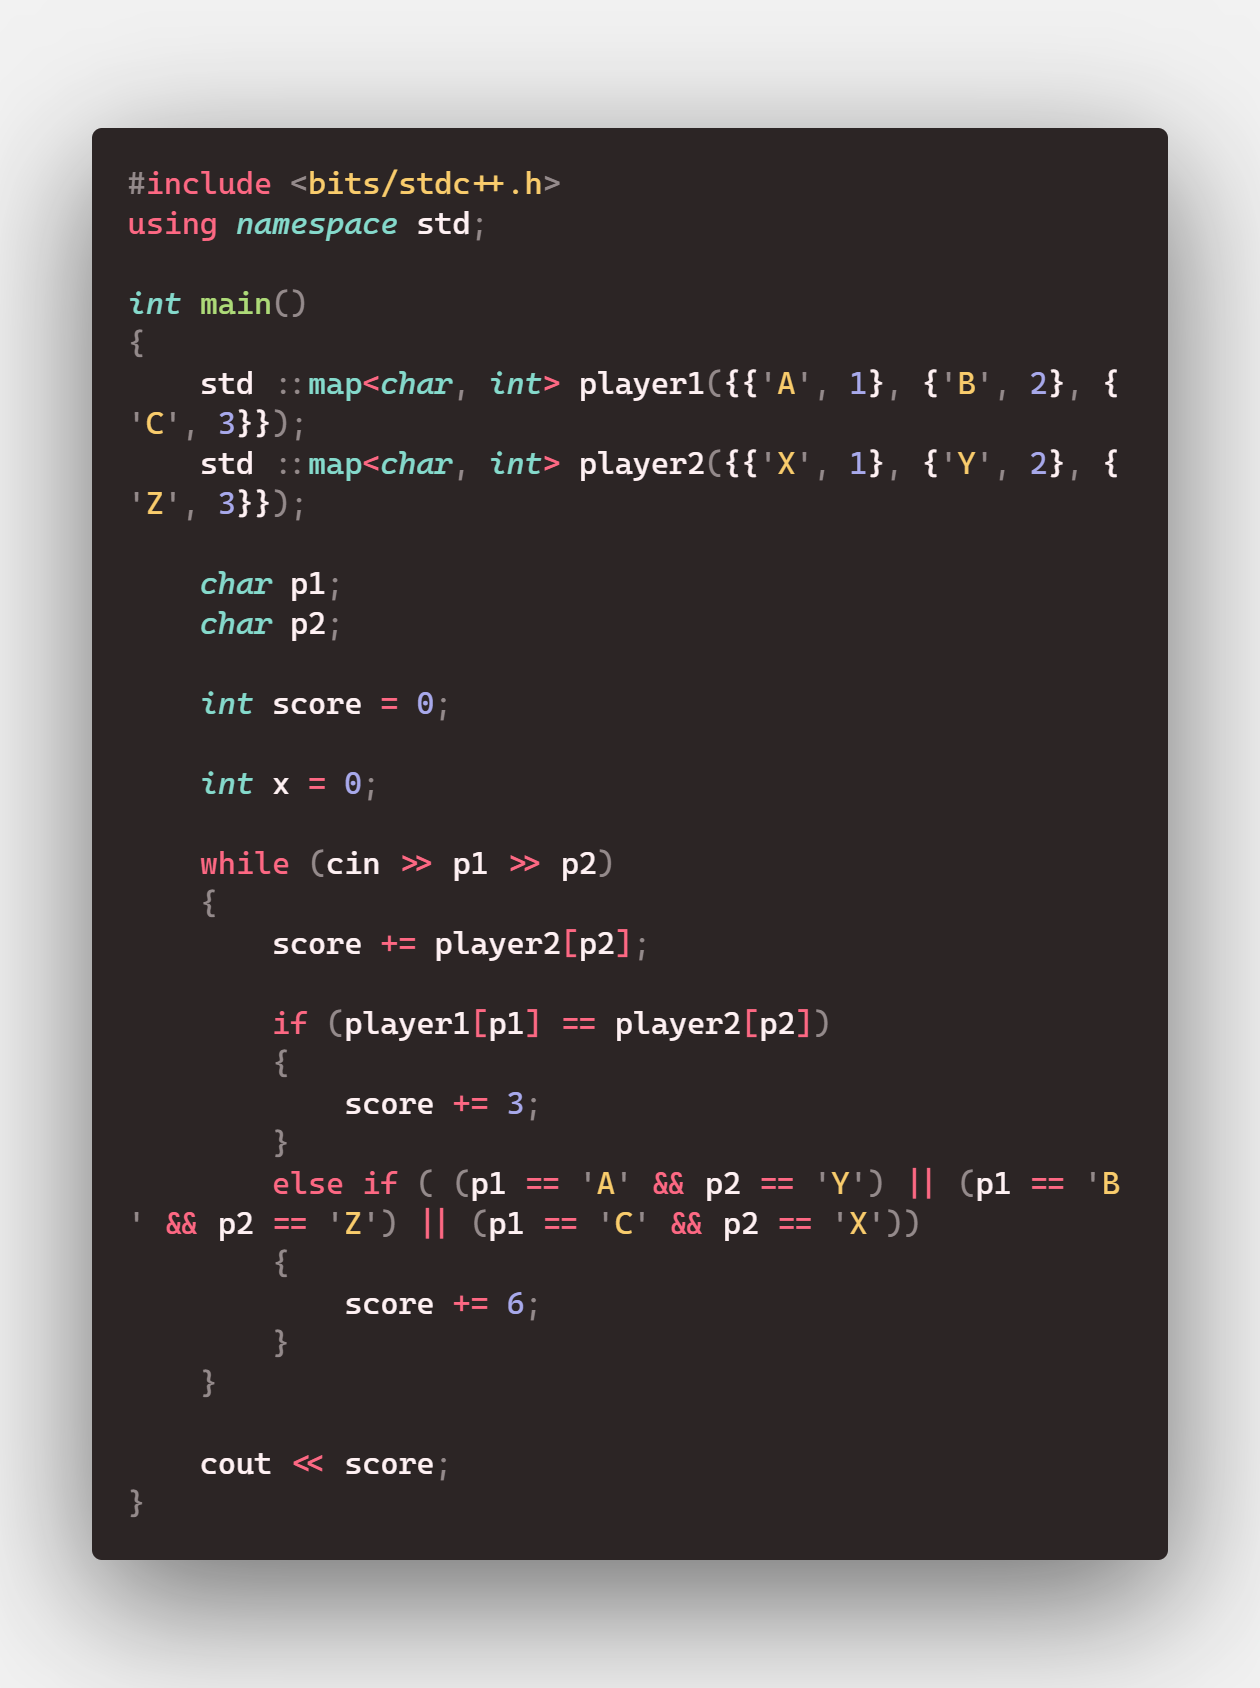 #include <bits/stdc++.h>
using namespace std;
int main()
{
    std ::map<char, int> player1({{'A', 1}, {'B', 2}, {
'C', 3}});
    std ::map<char, int> player2({{'X', 1}, {'Y', 2}, {
'Z', 3}});
    char p1;
    char p2;
    int score = 0;
    int x = 0;
    while (cin >> p1 >> p2)
    {
        score += player2[p2];
        if (player1[p1] == player2[p2])
        {
            score += 3;
        }
        else if ( (p1 == 'A' && p2 == 'Y') || (p1 == 'B
' && p2 == 'Z') || (p1 == 'C' && p2 == 'X'))
        {
            score += 6;
        }
    }
    cout << score;
}